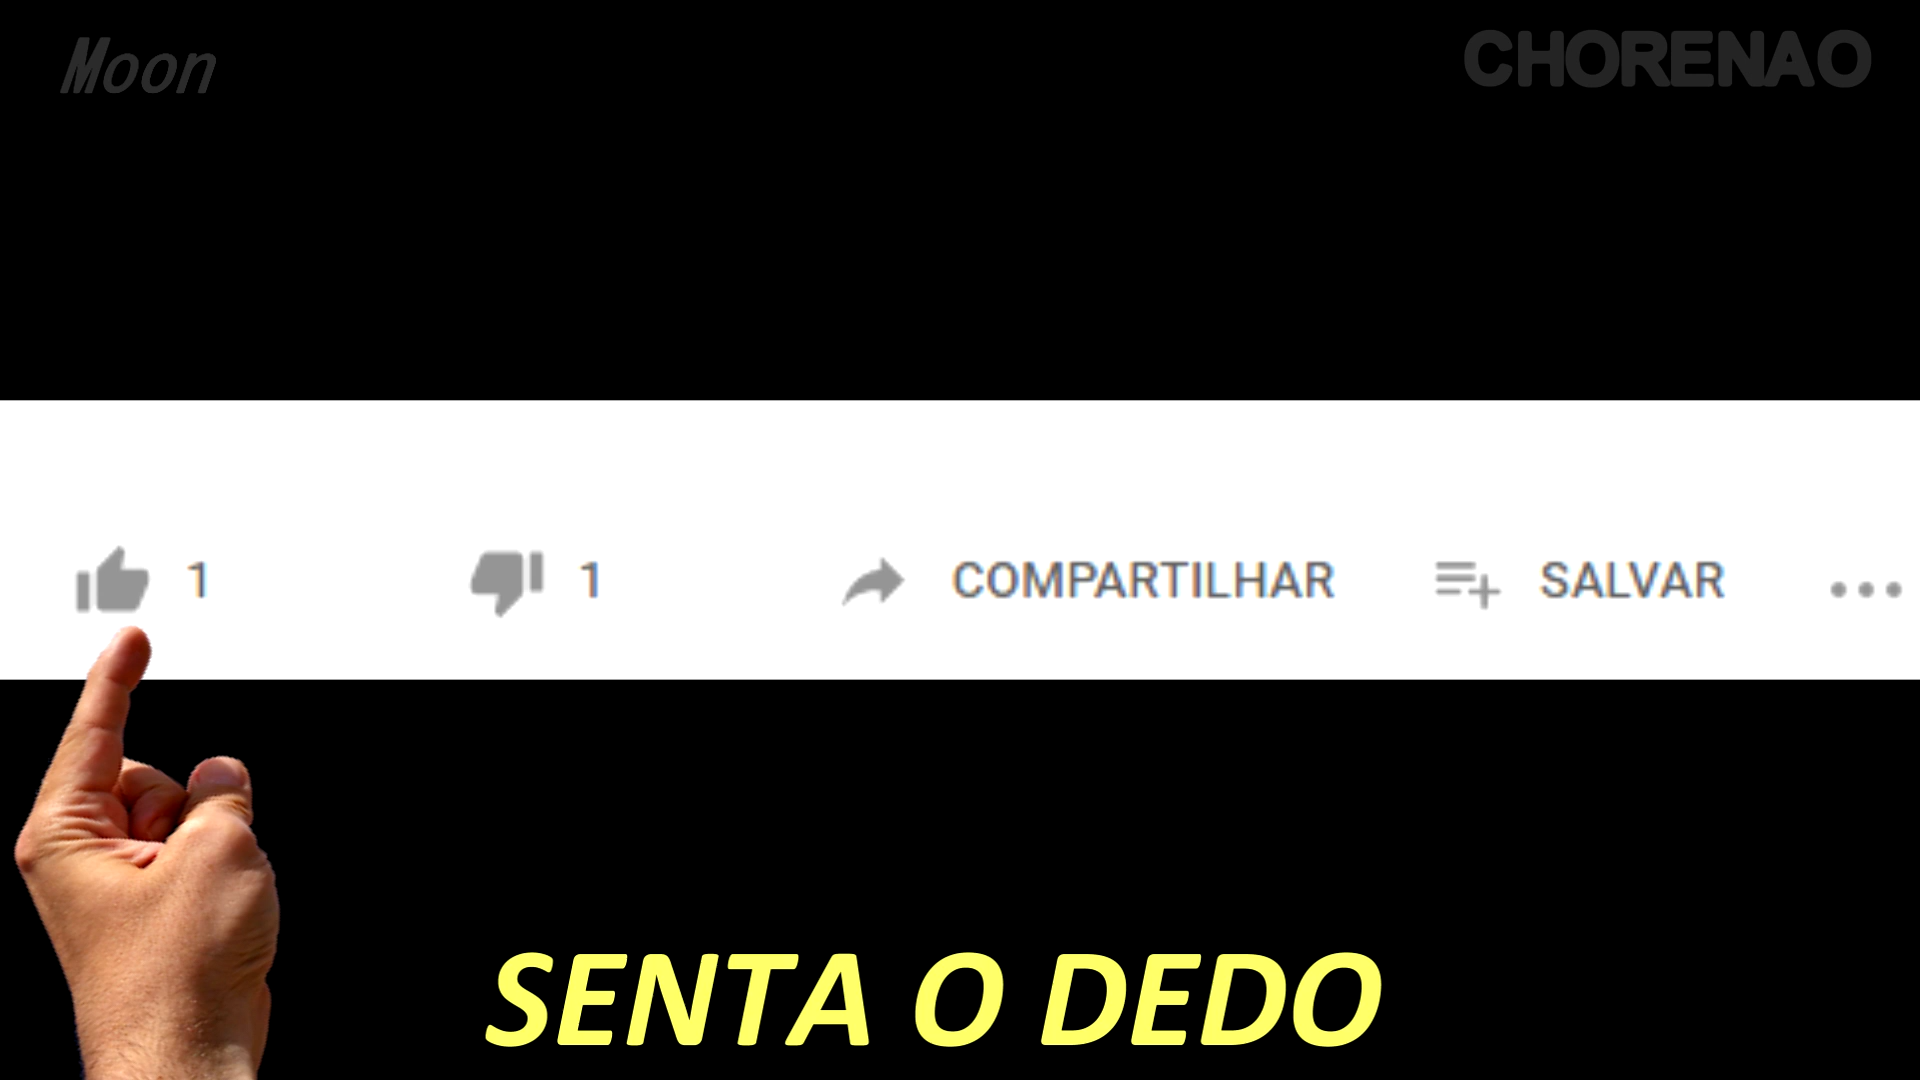 Moon
CHORENAO
1
1
COMPARTILHAR
SALVAR
SENTA O DEDO